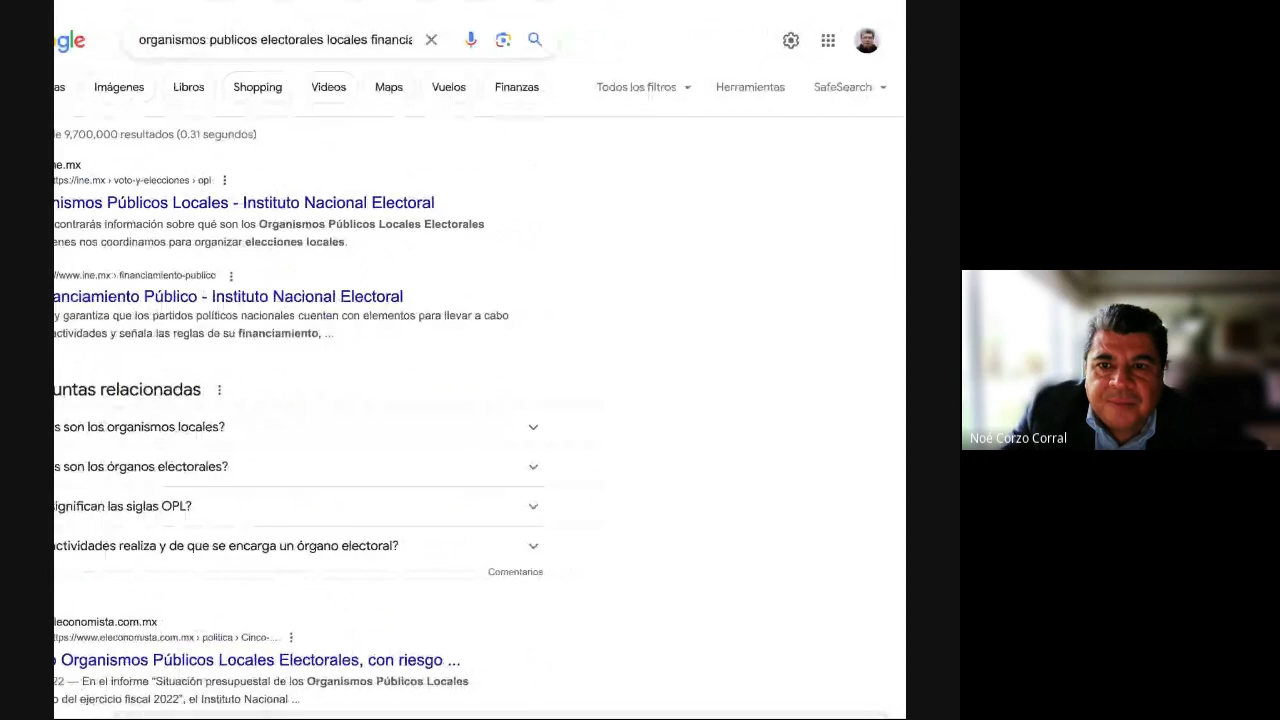 gle
organismos publicos electorales locales financia
as Imágenes Libros Shopping Videos Maps Vuelos Finanzas Todos los filtros Herramientas SafeSearch
de 9,700,000 resultados (0.31 segundos)
ne.mx
ttps://ine.mx › voto-y-elecciones › opl
nismos Públicos Locales - Instituto Nacional Electoral
contrarás información sobre qué son los Organismos Públicos Locales Electorales
enes nos coordinamos para organizar elecciones locales.
//www.ine.mx › financiamiento-publico
anciamiento Público - Instituto Nacional Electoral
y garantiza que los partidos políticos nacionales cuenten con elementos para llevar a cabo
actividades y señala las reglas de su financiamiento, ...
untas relacionadas
s son los organismos locales?
s son los órganos electorales?
significan las siglas OPL?
actividades realiza y de que se encarga un órgano electoral?
Comentarios
eleconomista.com.mx
ttps://www.eleconomista.com.mx › politica › Cinco-...
o Organismos Públicos Locales Electorales, con riesgo ...
22 — En el informe “Situación presupuestal de los Organismos Públicos Locales
o del ejercicio fiscal 2022”, el Instituto Nacional ...
Noé Corzo Corral